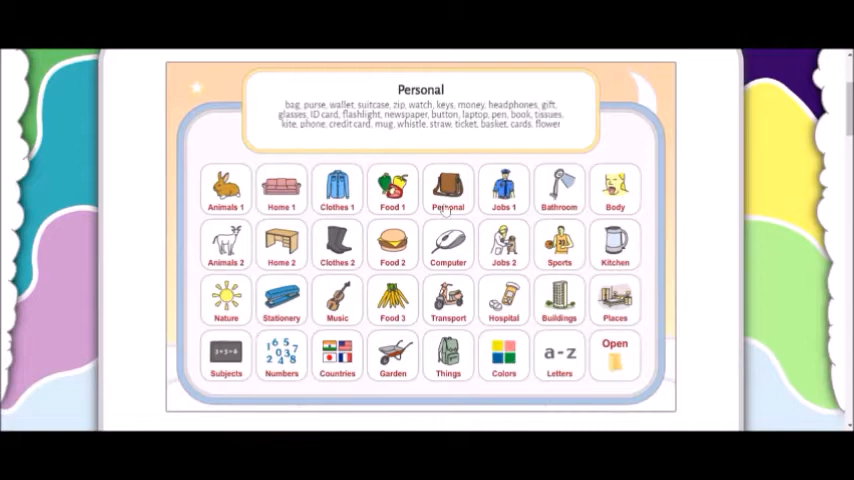 Personal
bag, purse, wallet, suitcase, zip, watch, keys, money, headphones, gift,
glasses, ID card, flashlight, newspaper, button, laptop, pen, book, tissues,
kite, phone, credit card, mug, whistle, straw, ticket, basket, cards, flower
Animals 1 Home 1 Clothes 1 Food 1 Personal Jobs 1 Bathroom Body
Animals 2 Home 2 Clothes 2 Food 2 Computer Jobs 2 Sports Kitchen
Nature Stationery Music Food 3 Transport Hospital Buildings Places
3+3=6 a-z Open
Subjects Numbers Countries Garden Things Colors Letters